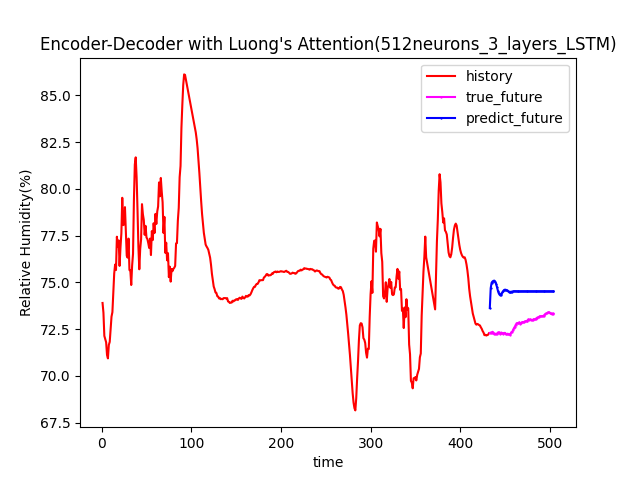 Encoder-Decoder with Luong's Attention(512neurons_3_layers_LSTM)
history
true_future
predict_future
Relative Humidity(%)
85.0
82.5
80.0
77.5
75.0
72.5
70.0
67.5
0 100 200 300 400 500
time